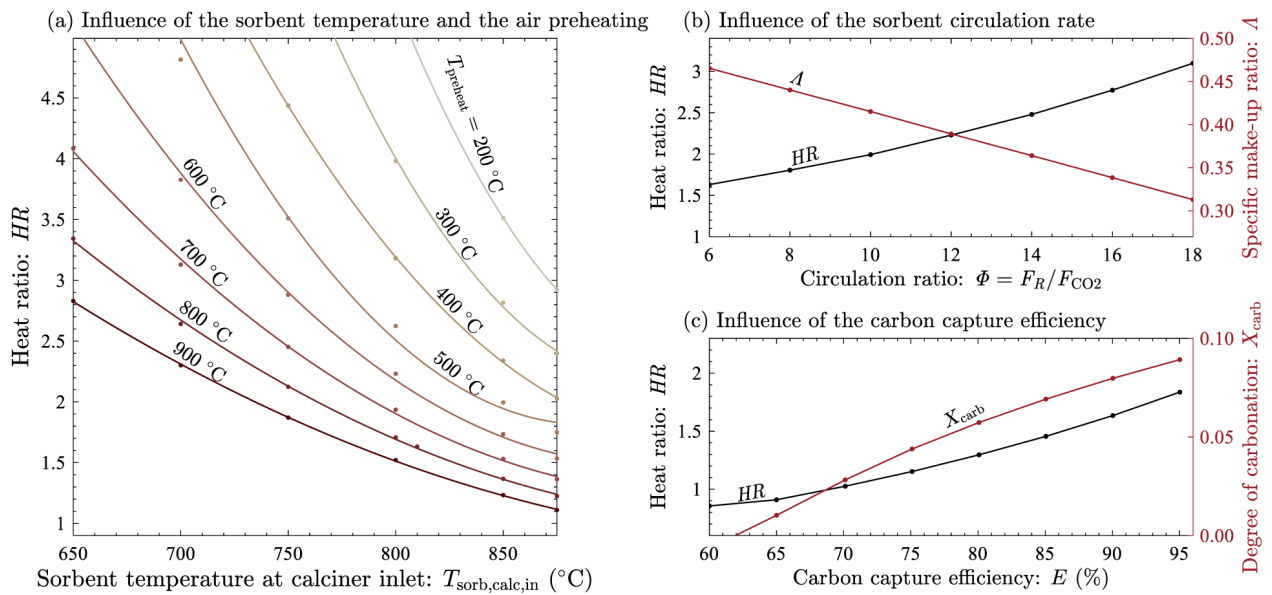 (a) Influence of the sorbent temperature and the air preheating
Heat ratio: HR
4.5
4
3.5
3
2.5
2
1.5
1
T_preheat = 200 °C
300 °C
400 °C
500 °C
600 °C
700 °C
800 °C
900 °C
650 700 750 800 850
Sorbent temperature at calciner inlet: T_sorb,calc,in (°C)
(b) Influence of the sorbent circulation rate
Heat ratio: HR
3
2.5
2
1.5
1
Λ
HR
0.50
0.45
0.40
0.35
0.30
Specific make-up ratio: Λ
6 8 10 12 14 16 18
Circulation ratio: Φ = F_R/F_CO2
(c) Influence of the carbon capture efficiency
Heat ratio: HR
2
1.5
1
X_carb
HR
0.10
0.05
0.00
Degree of carbonation: X_carb
60 65 70 75 80 85 90 95
Carbon capture efficiency: E (%)